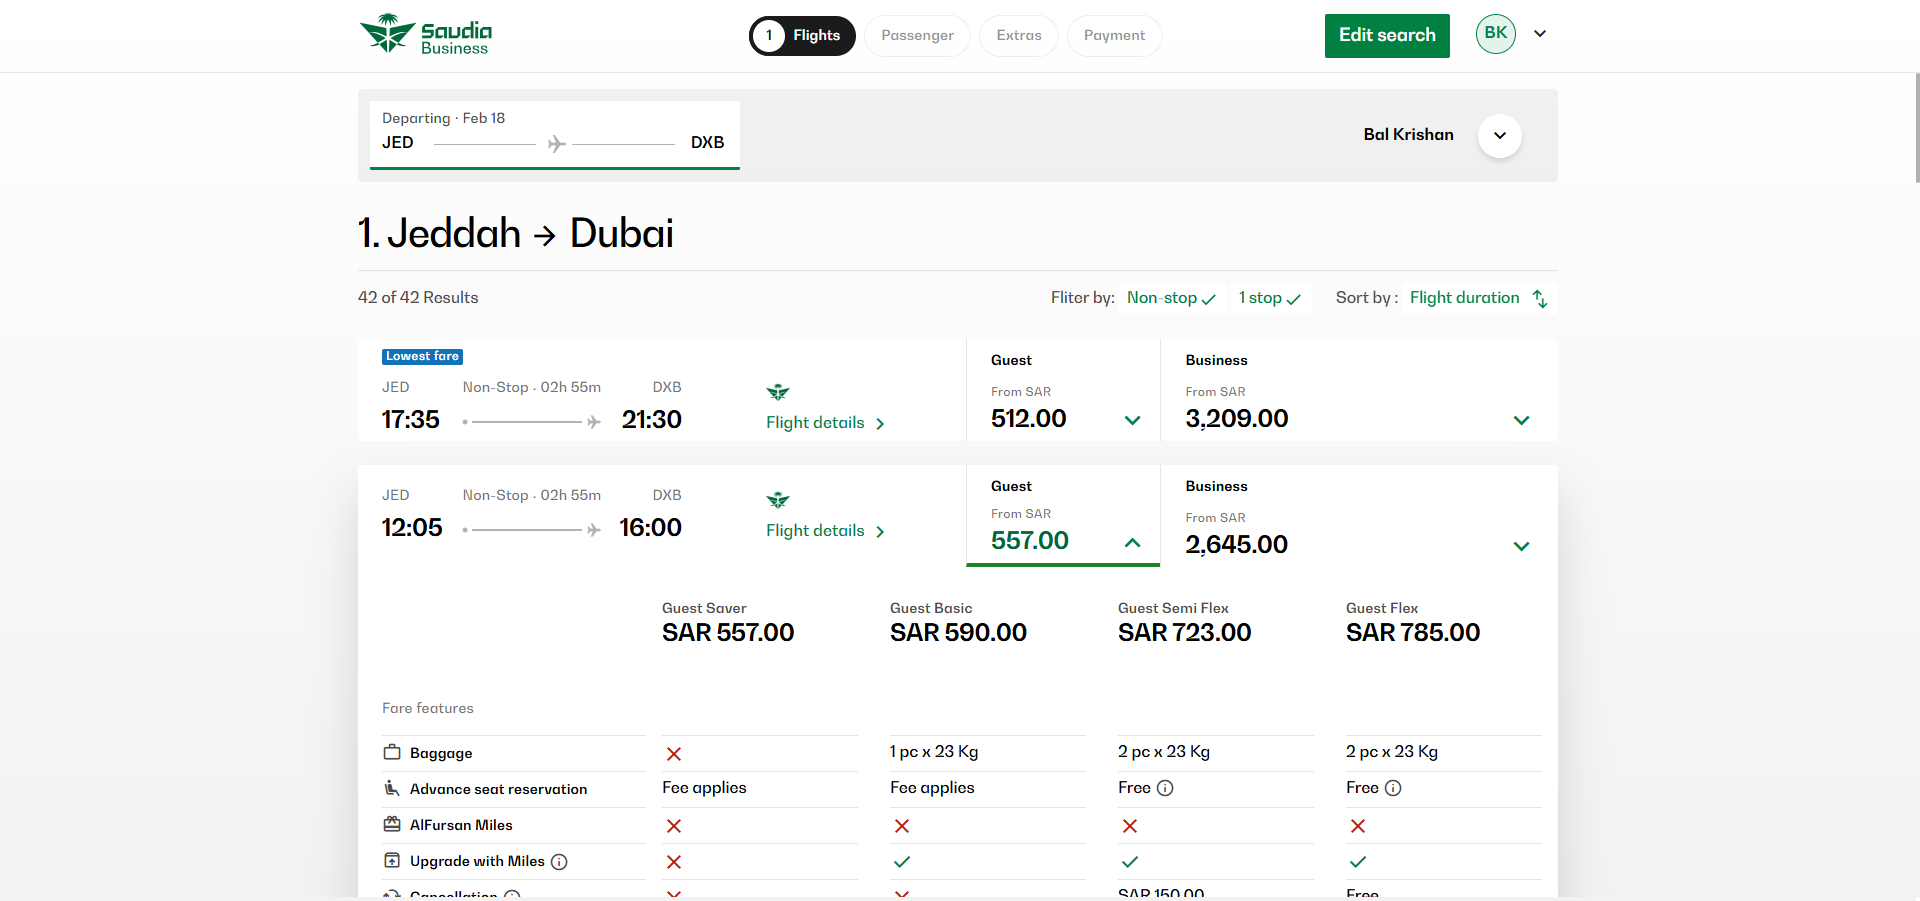 Saudia
Business
1 Flights
Passenger
Extras
Payment
Edit search
BK
Departing · Feb 18
JED
DXB
Bal Krishan
1. Jeddah → Dubai
42 of 42 Results
Fliter by:
Non-stop
1 stop
Sort by :
Flight duration
Lowest fare
JED
Non-Stop · 02h 55m
DXB
17:35
21:30
Flight details
Guest
From SAR
512.00
Business
From SAR
3,209.00
JED
Non-Stop · 02h 55m
DXB
12:05
16:00
Flight details
Guest
From SAR
557.00
Business
From SAR
2,645.00
Guest Saver
SAR 557.00
Guest Basic
SAR 590.00
Guest Semi Flex
SAR 723.00
Guest Flex
SAR 785.00
Fare features
Baggage
1 pc x 23 Kg
2 pc x 23 Kg
2 pc x 23 Kg
Advance seat reservation
Fee applies
Fee applies
Free
Free
AlFursan Miles
Upgrade with Miles
Cancellation
SAR 150.00
Free